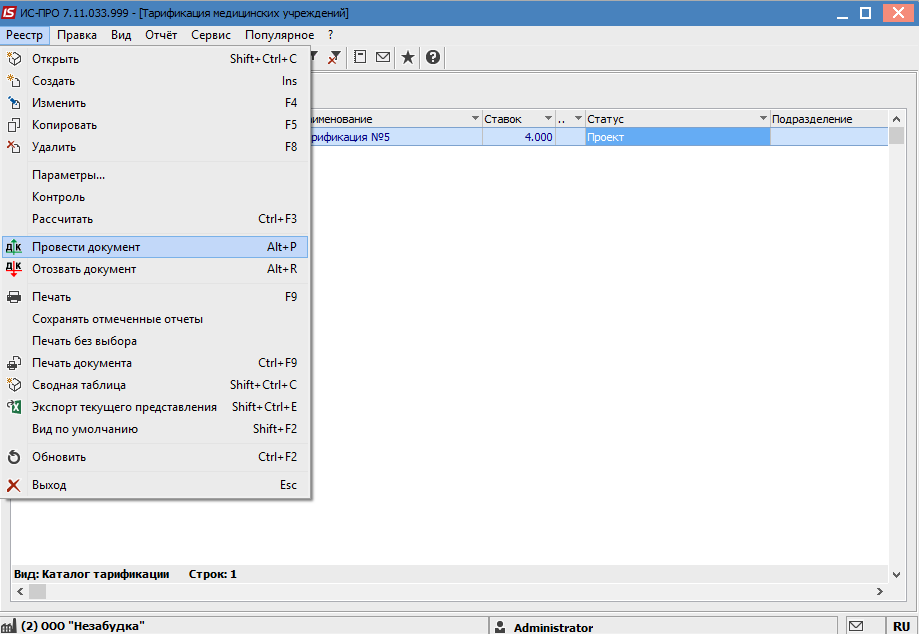 ИС-ПРО 7.11.033.999 - [Тарификация медицинских учреждений]
Реестр Правка Вид Отчёт Сервис Популярное ?
Открыть Shift+Ctrl+C
Создать Ins
Изменить F4
Копировать F5
Удалить F8
Параметры...
Контроль
Рассчитать Ctrl+F3
Провести документ Alt+P
Отозвать документ Alt+R
Печать F9
Сохранять отмеченные отчеты
Печать без выбора
Печать документа Ctrl+F9
Сводная таблица Shift+Ctrl+C
Экспорт текущего представления Shift+Ctrl+E
Вид по умолчанию Shift+F2
Обновить Ctrl+F2
Выход Esc
именование Ставок .. Статус Подразделение
рификация №5 4.000 Проект
Вид: Каталог тарификации Строк: 1
(2) ООО "Незабудка" Administrator RU